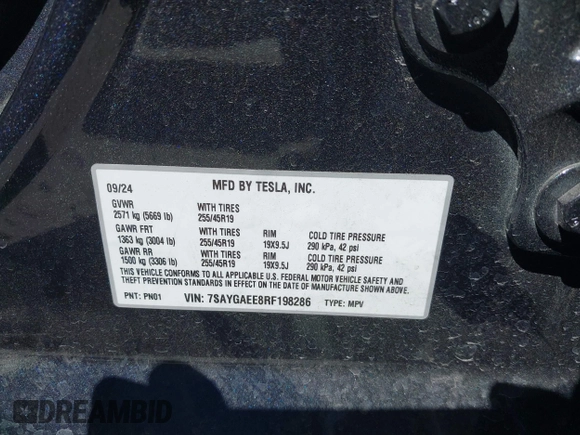 09/24 MFD BY TESLA, INC.
GVWR WITH TIRES
2571 kg (5669 lb) 255/45R19
GAWR FRT WITH TIRES RIM COLD TIRE PRESSURE
1363 kg (3004 lb) 255/45R19 19X9.5J 290 kPa, 42 psi
GAWR RR WITH TIRES RIM COLD TIRE PRESSURE
1500 kg (3306 lb) 255/45R19 19X9.5J 290 kPa, 42 psi
THIS VEHICLE CONFORMS TO ALL APPLICABLE U.S. FEDERAL MOTOR VEHICLE SAFETY AND
THEFT PREVENTION STANDARDS IN EFFECT ON THE DATE OF MANUFACTURE SHOWN ABOVE.
PNT: PN01 VIN: 7SAYGAEE8RF198286 TYPE: MPV
DREAMBID